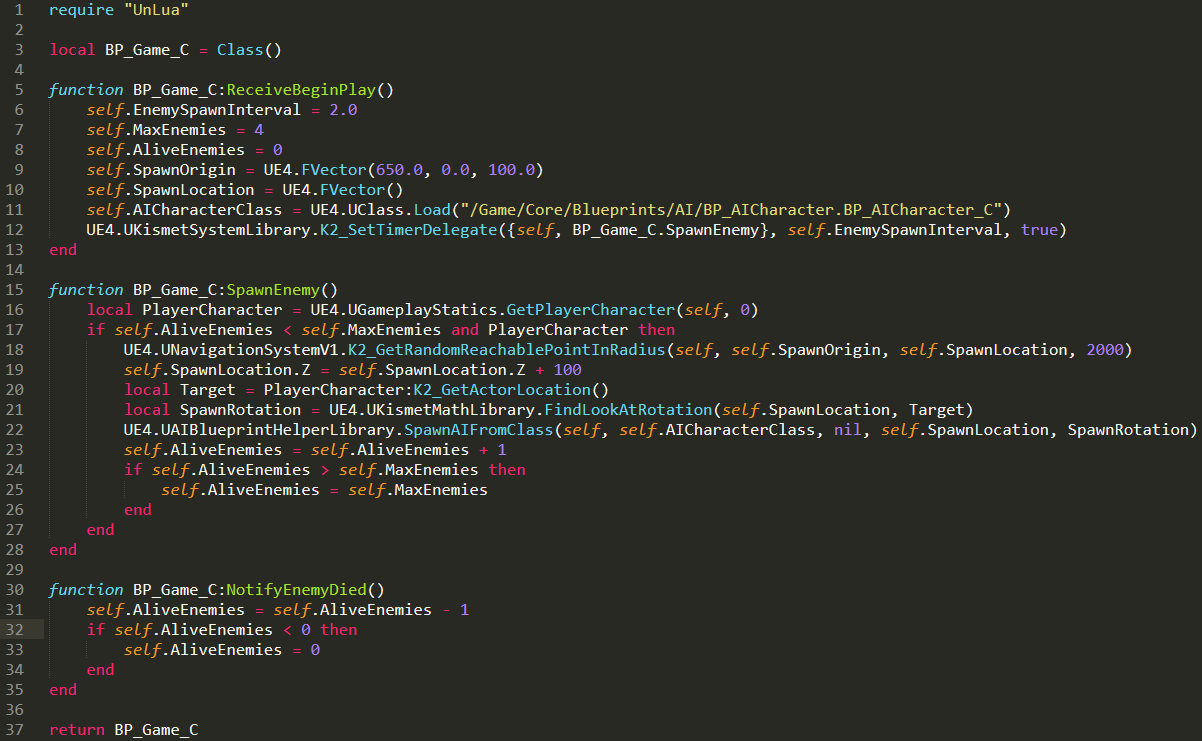 1 require "UnLua"
2
3 local BP_Game_C = Class()
4
5 function BP_Game_C:ReceiveBeginPlay()
6     self.EnemySpawnInterval = 2.0
7     self.MaxEnemies = 4
8     self.AliveEnemies = 0
9     self.SpawnOrigin = UE4.FVector(650.0, 0.0, 100.0)
10     self.SpawnLocation = UE4.FVector()
11     self.AICharacterClass = UE4.UClass.Load("/Game/Core/Blueprints/AI/BP_AICharacter.BP_AICharacter_C")
12     UE4.UKismetSystemLibrary.K2_SetTimerDelegate({self, BP_Game_C.SpawnEnemy}, self.EnemySpawnInterval, true)
13 end
14
15 function BP_Game_C:SpawnEnemy()
16     local PlayerCharacter = UE4.UGameplayStatics.GetPlayerCharacter(self, 0)
17     if self.AliveEnemies < self.MaxEnemies and PlayerCharacter then
18         UE4.UNavigationSystemV1.K2_GetRandomReachablePointInRadius(self, self.SpawnOrigin, self.SpawnLocation, 2000)
19         self.SpawnLocation.Z = self.SpawnLocation.Z + 100
20         local Target = PlayerCharacter:K2_GetActorLocation()
21         local SpawnRotation = UE4.UKismetMathLibrary.FindLookAtRotation(self.SpawnLocation, Target)
22         UE4.UAIBlueprintHelperLibrary.SpawnAIFromClass(self, self.AICharacterClass, nil, self.SpawnLocation, SpawnRotation)
23         self.AliveEnemies = self.AliveEnemies + 1
24         if self.AliveEnemies > self.MaxEnemies then
25             self.AliveEnemies = self.MaxEnemies
26         end
27     end
28 end
29
30 function BP_Game_C:NotifyEnemyDied()
31     self.AliveEnemies = self.AliveEnemies - 1
32     if self.AliveEnemies < 0 then
33         self.AliveEnemies = 0
34     end
35 end
36
37 return BP_Game_C